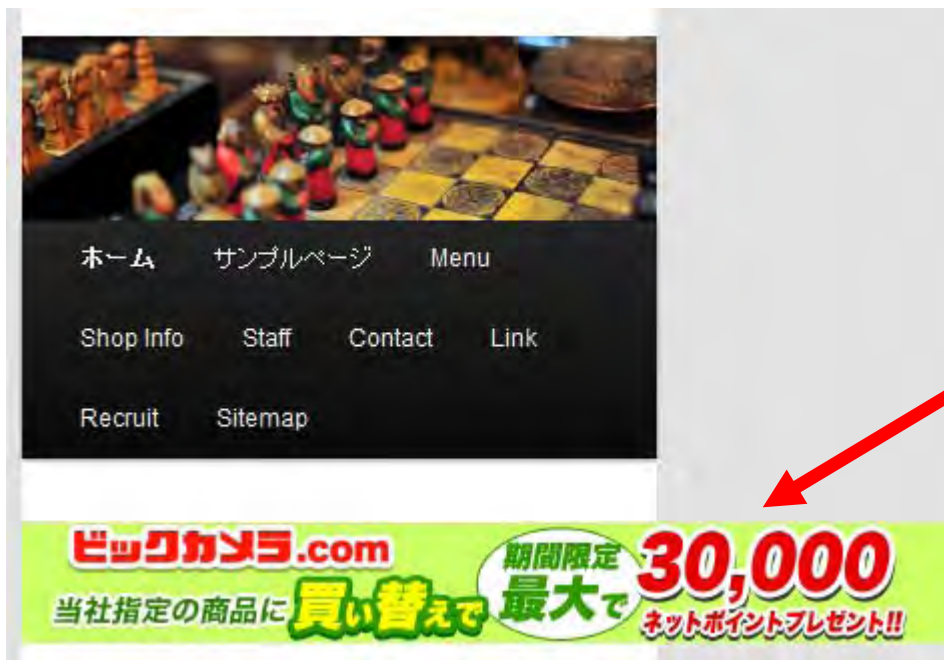 ホーム サンプルページ Menu
Shop Info Staff Contact Link
Recruit Sitemap
ビックカメラ.com
当社指定の商品に買い替えで
期間限定
最大で
30,000
ネットポイントプレゼント!!